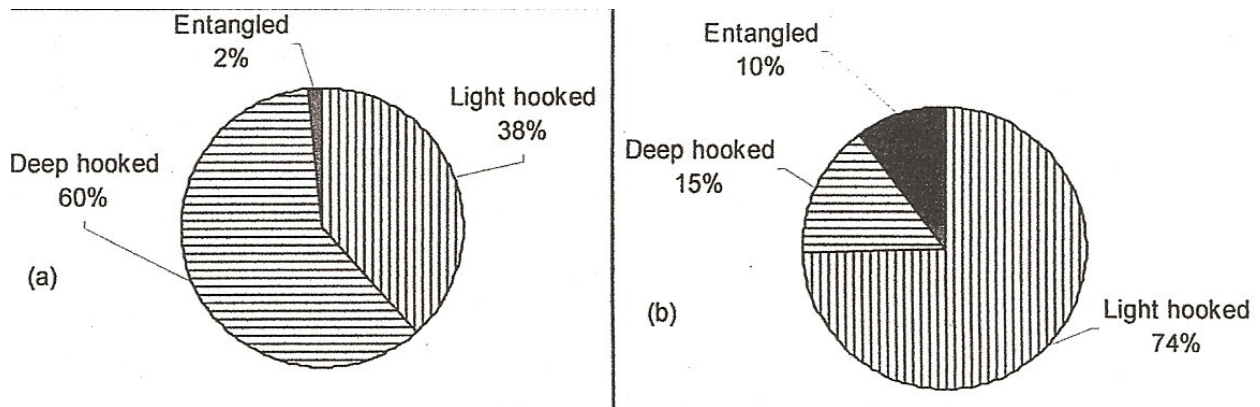 Entangled
2%
Light hooked
38%
Deep hooked
60%
(a)
Entangled
10%
Deep hooked
15%
(b)
Light hooked
74%